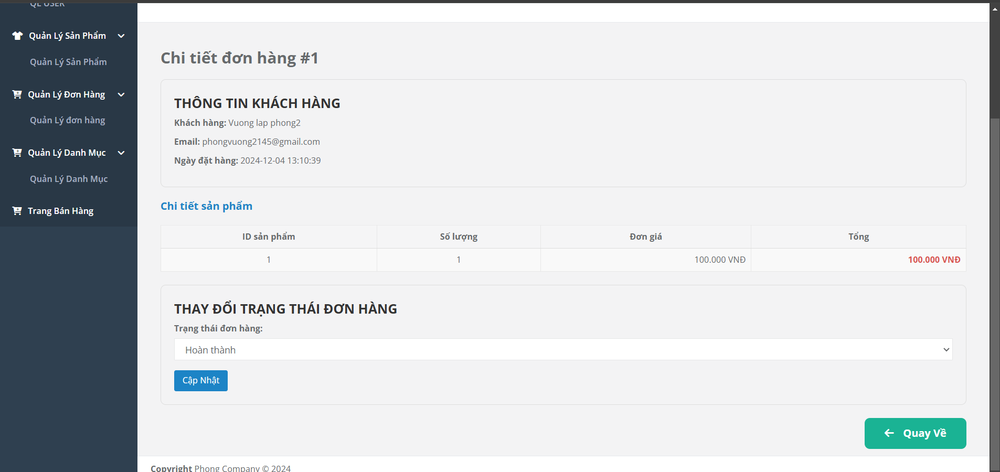 QL USER
Quản Lý Sản Phẩm
Quản Lý Sản Phẩm
Quản Lý Đơn Hàng
Quản Lý đơn hàng
Quản Lý Danh Mục
Quản Lý Danh Mục
Trang Bán Hàng
Chi tiết đơn hàng #1
THÔNG TIN KHÁCH HÀNG
Khách hàng: Vuong lap phong2
Email: phongvuong2145@gmail.com
Ngày đặt hàng: 2024-12-04 13:10:39
Chi tiết sản phẩm
ID sản phẩm Số lượng Đơn giá Tổng
1 1 100.000 VNĐ 100.000 VNĐ
THAY ĐỔI TRẠNG THÁI ĐƠN HÀNG
Trạng thái đơn hàng:
Hoàn thành
Cập Nhật
Quay Về
Copyright Phong Company © 2024